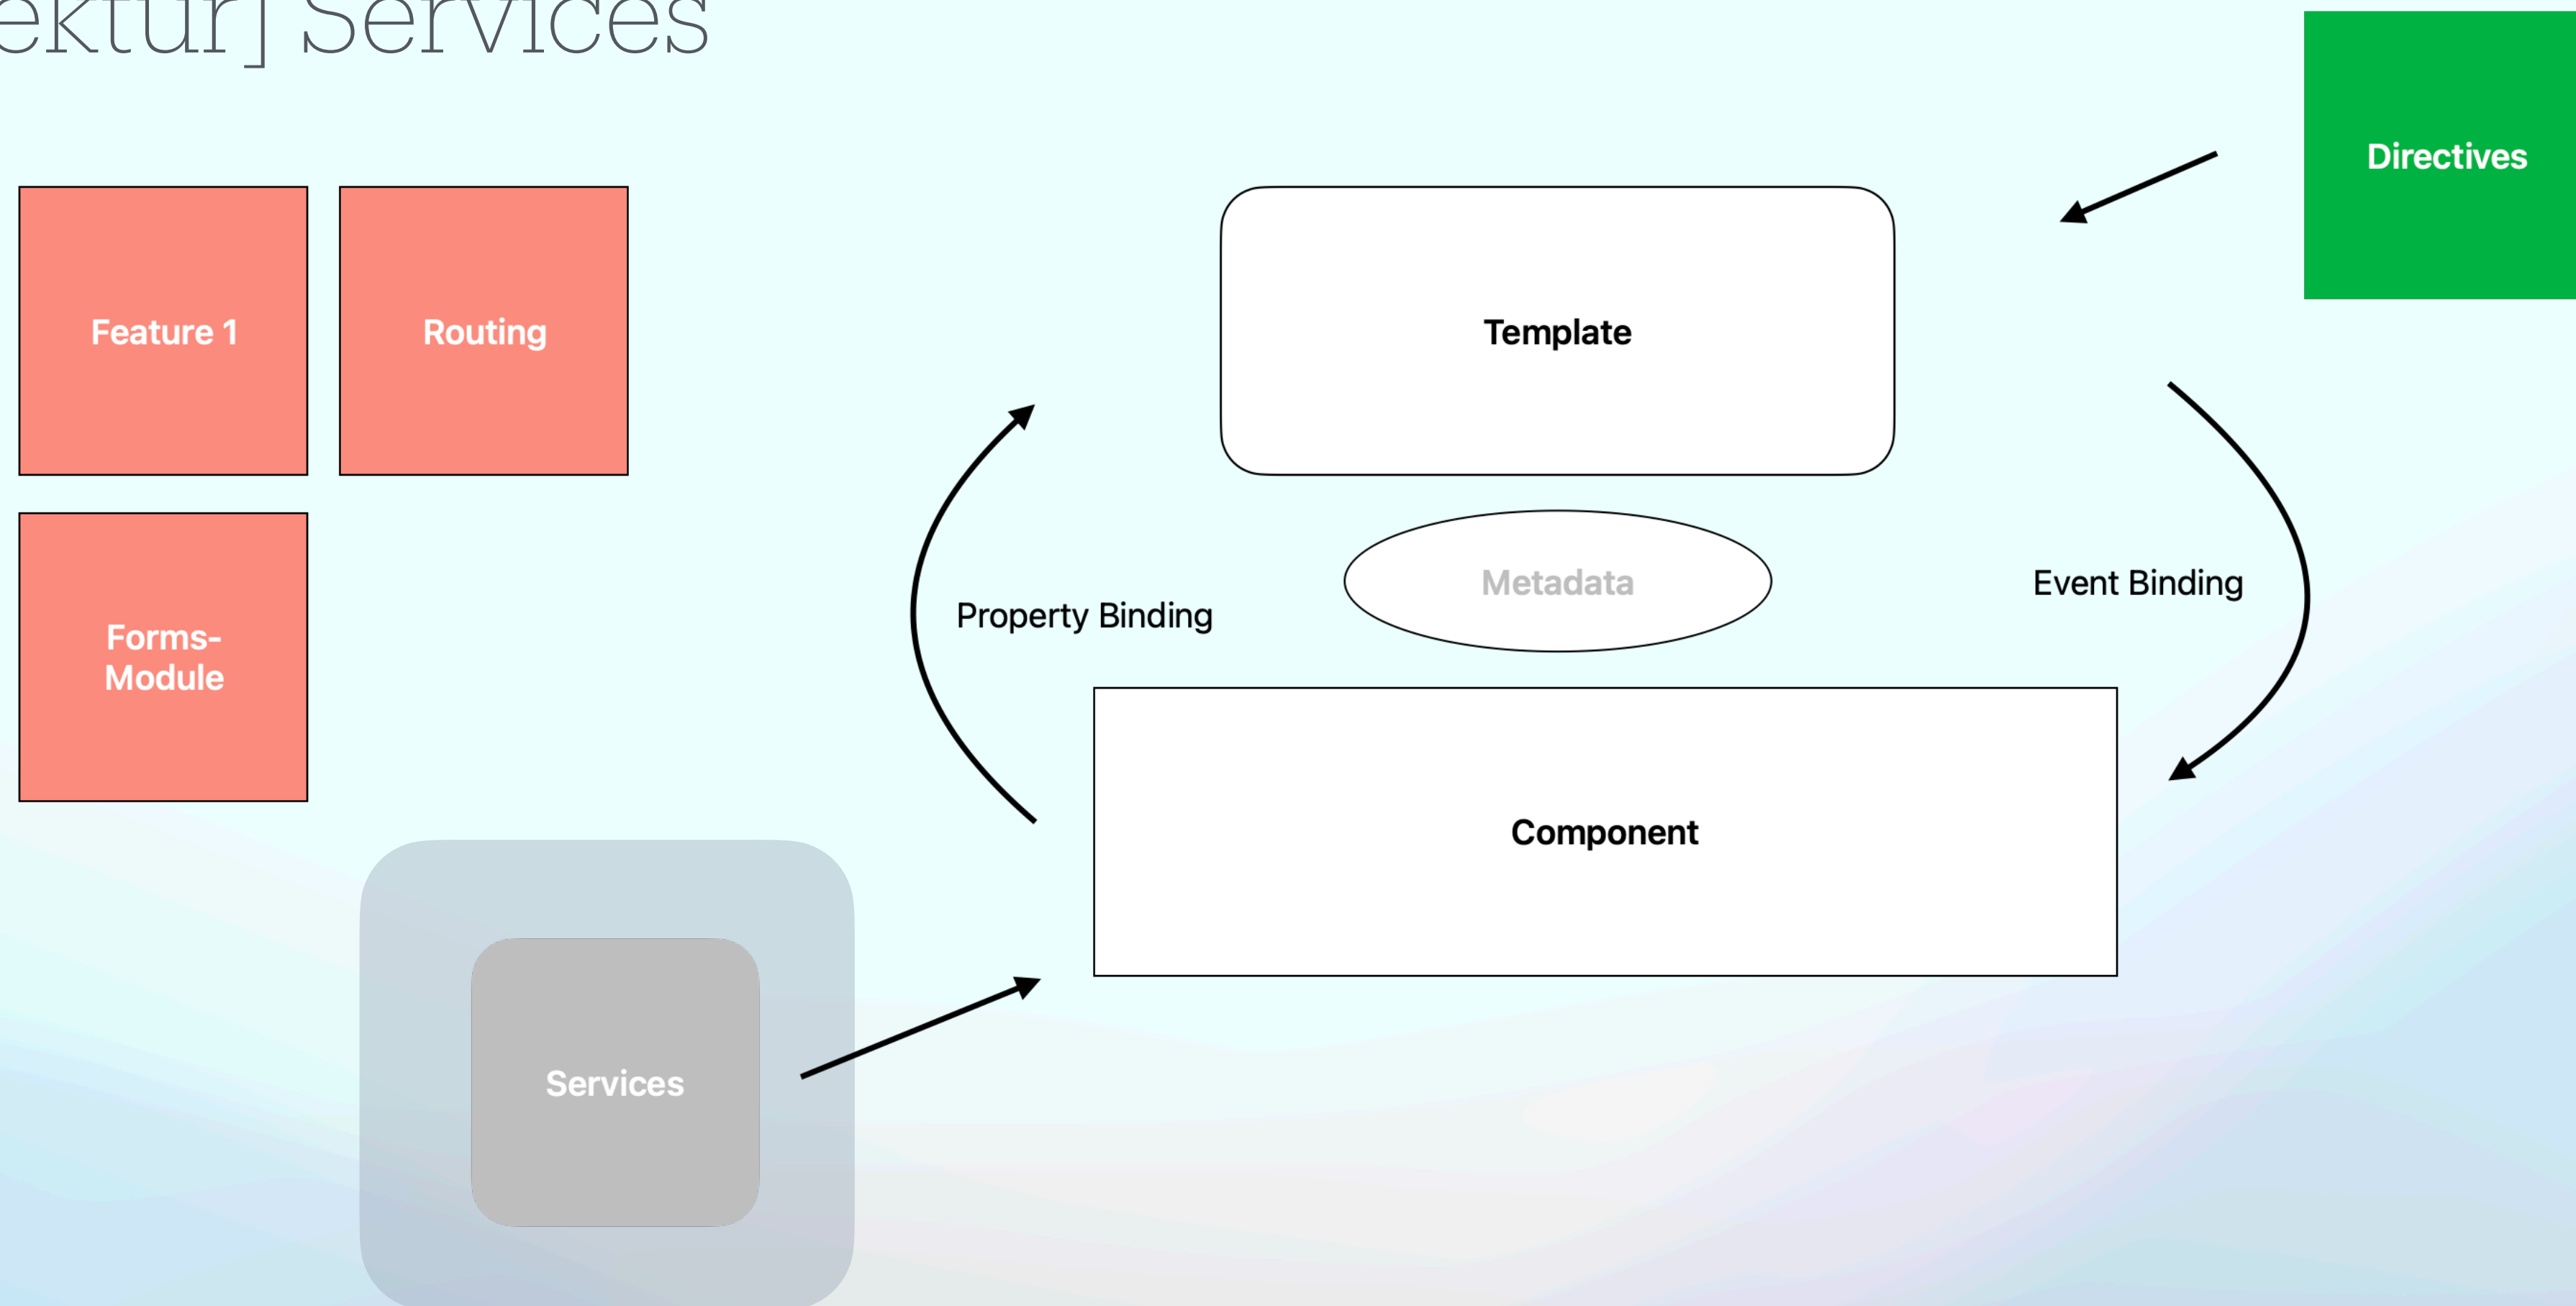 ektur] Services
Directives
Feature 1
Routing
Template
Forms-
Module
Property Binding
Metadata
Event Binding
Component
Services